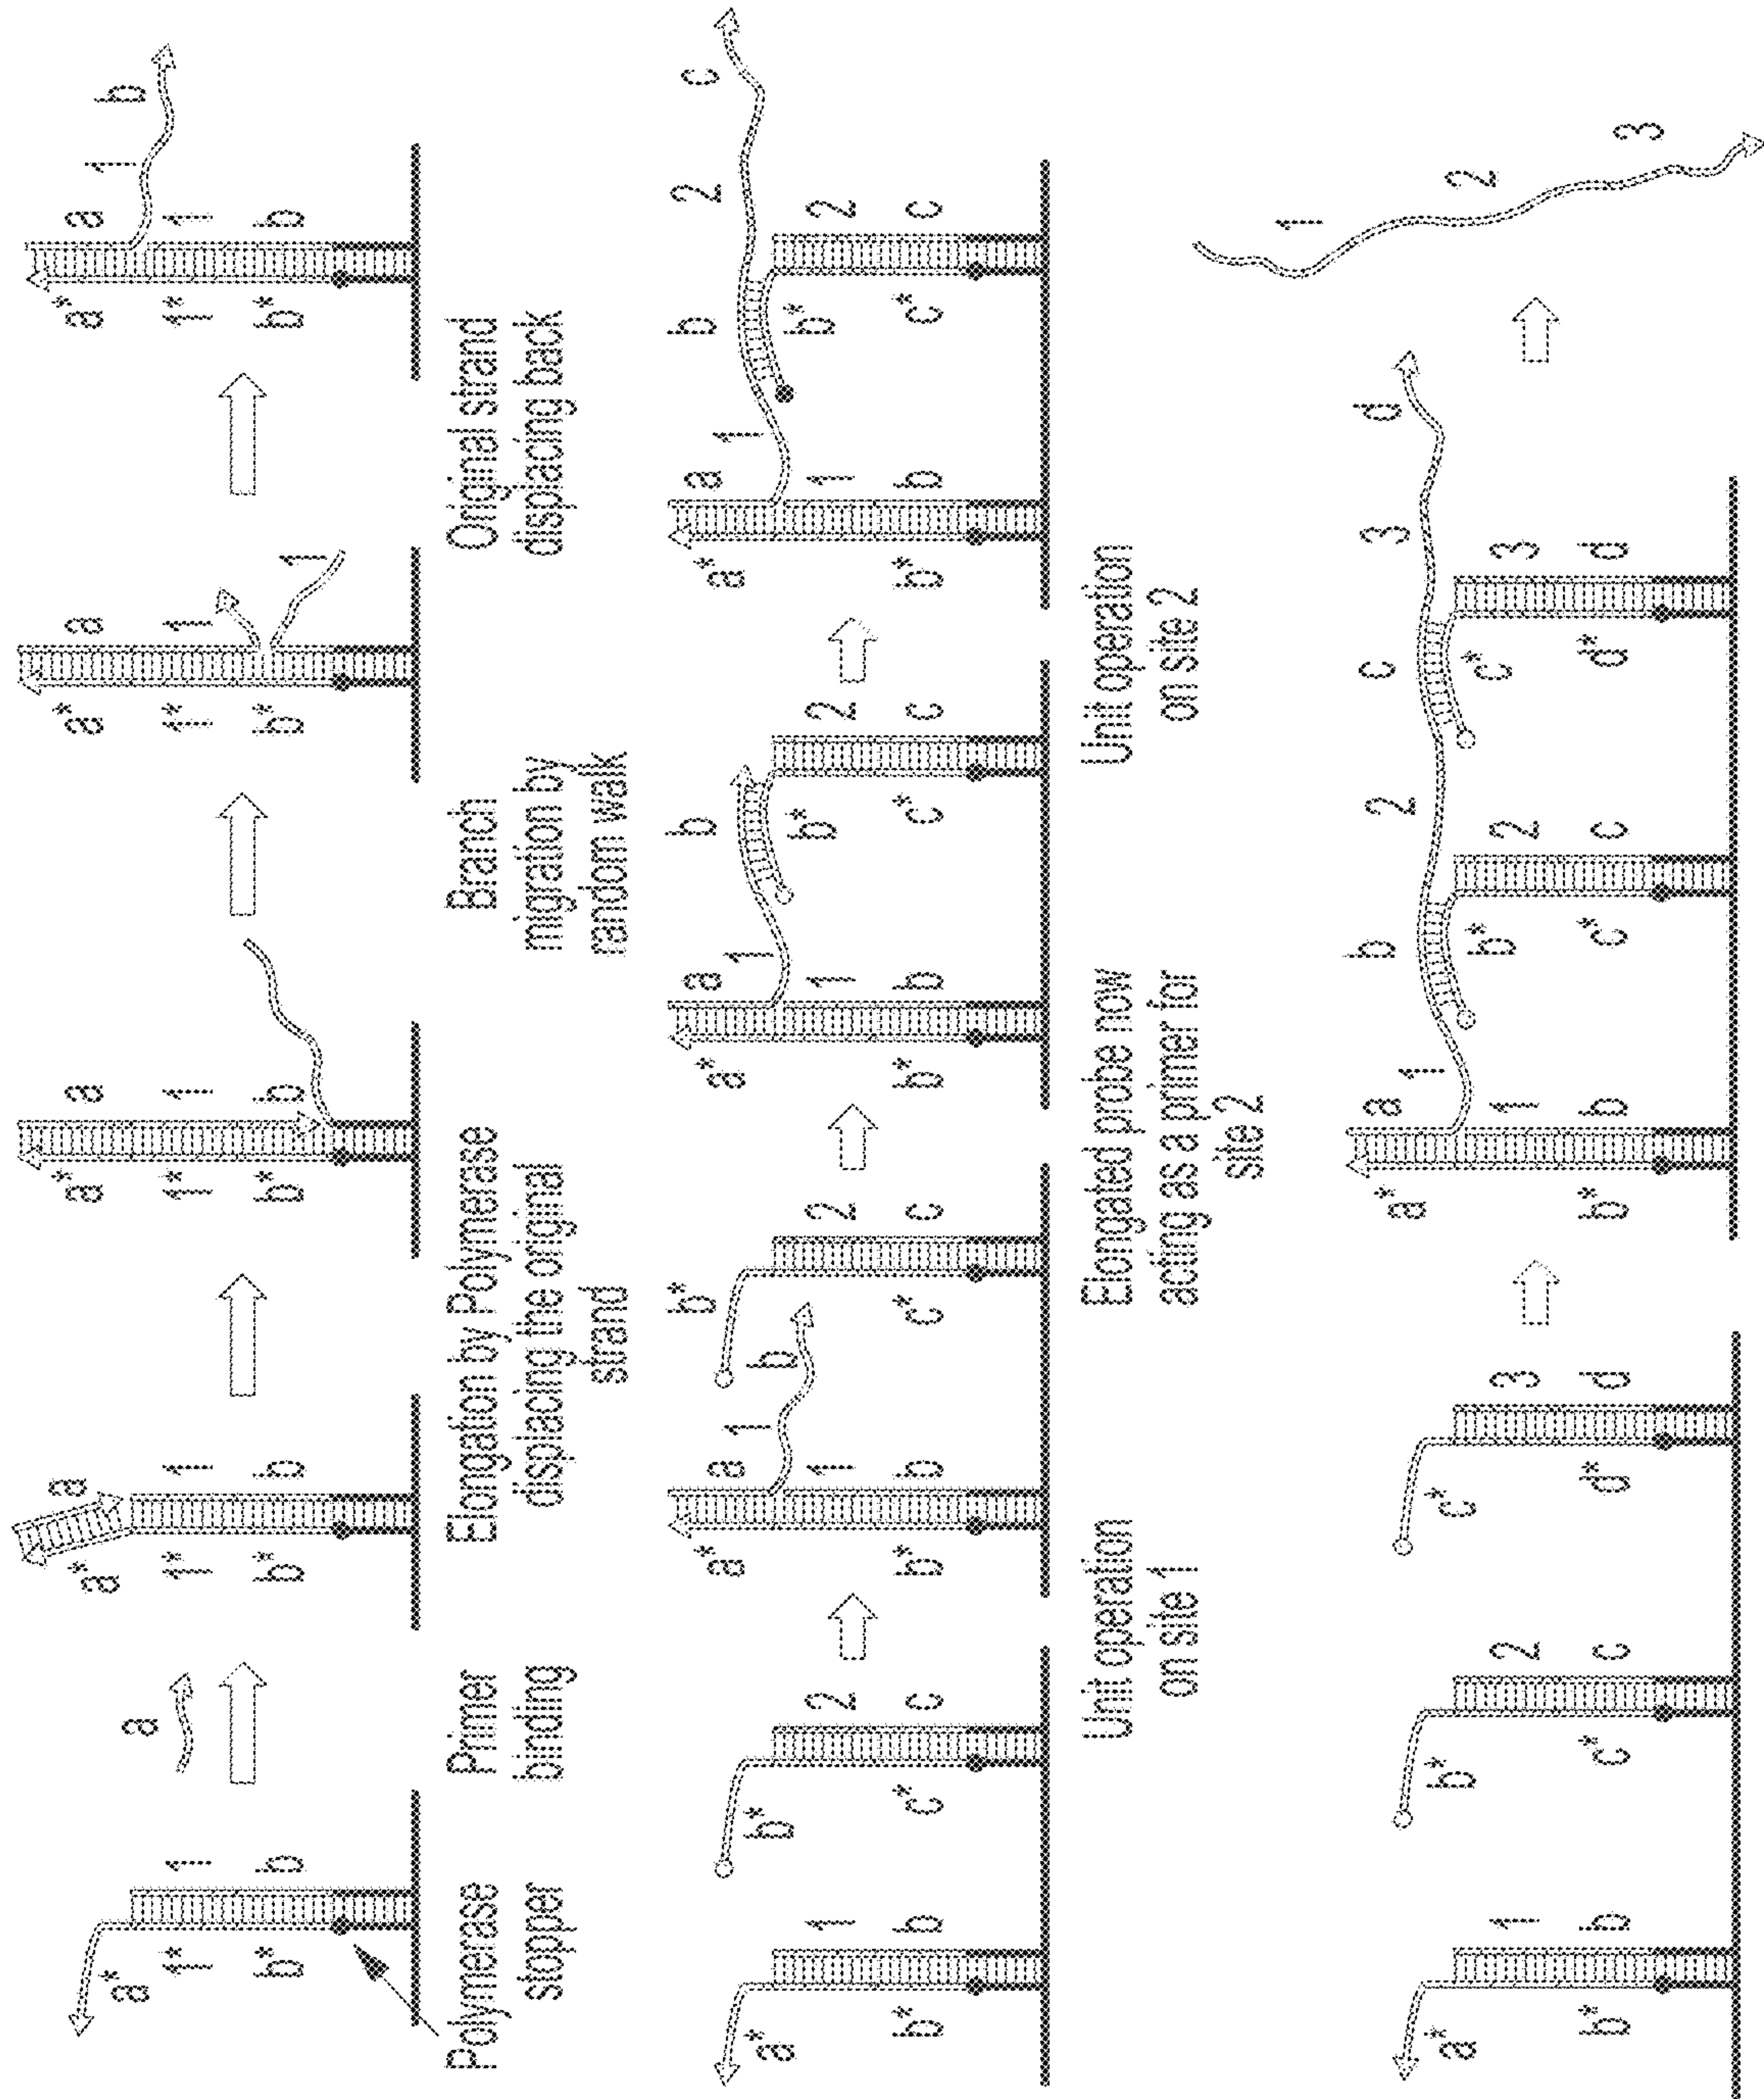 a*
1*
1
b*
b
Polymerase
stopper
a
Primer
binding
a*
a
1*
1
b*
b
Elongation by Polymerase
displacing the original
strand
a*
a
1*
1
b*
b
Branch
migration by
random walk
a*
a
1*
1
b*
1
Original strand
displacing back
a*
a
1
b
1*
1
b*
b
a*
1
b*
b
b*
2
c*
c
Unit operation
on site 1
a*
a
1
b
1
b*
b
b*
2
c*
c
Elongated probe now
acting as a primer for
site 2
a*
a
1
b
1
b*
b
b*
2
c*
c
Unit operation
on site 2
a*
a
1
b
2
c
1
b*
b
b*
2
c*
c
a*
1
b*
b
b*
2
c*
c
c*
3
d*
d
a*
a
1
b
2
c
3
d
1
b*
b
b*
2
c*
c
c*
3
d*
d
1
2
3